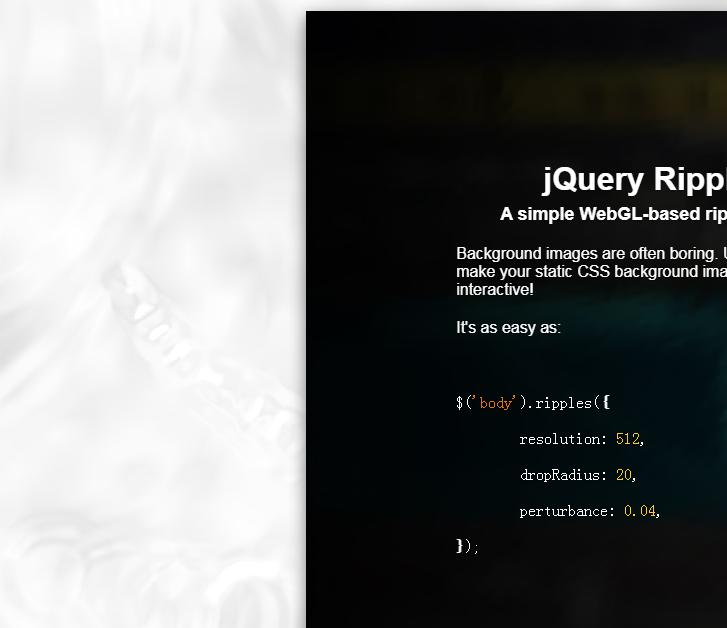 jQuery Rippl
A simple WebGL-based rip
Background images are often boring. U
make your static CSS background ima
interactive!
It's as easy as:
$('body').ripples({
resolution: 512,
dropRadius: 20,
perturbance: 0.04,
});